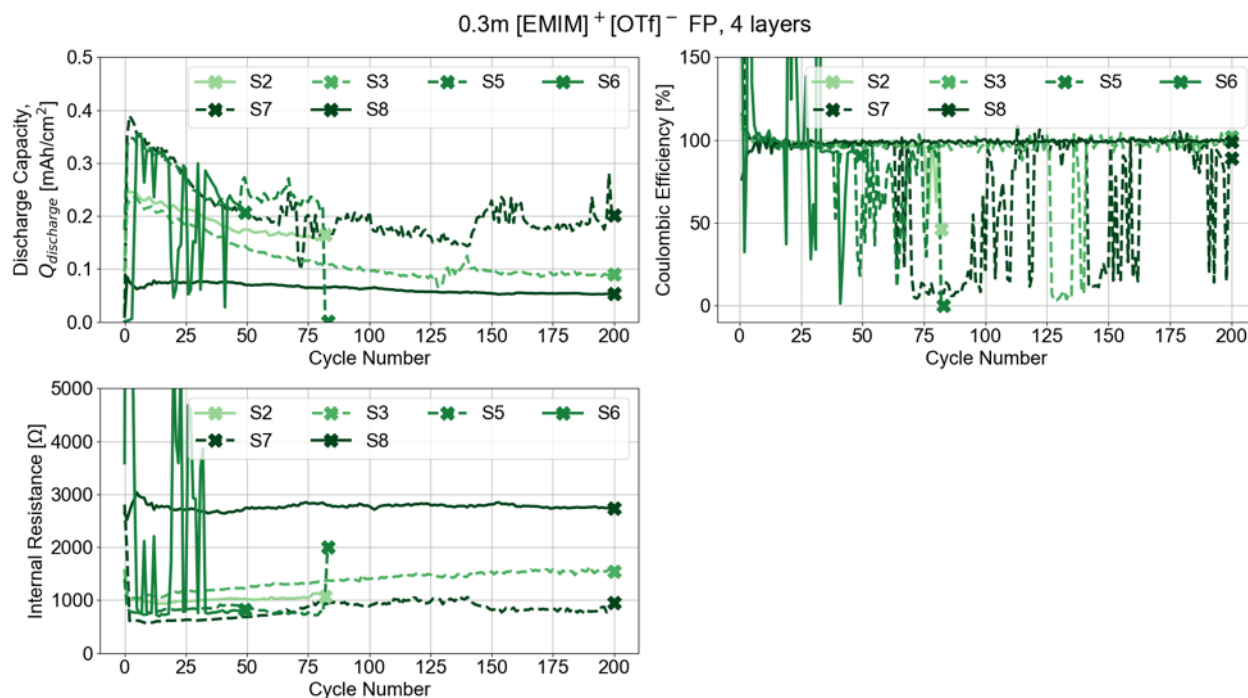 0.3m [EMIM]⁺[OTf]⁻ FP, 4 layers
Discharge Capacity,
Q_discharge [mAh/cm²]
0.5
0.4
0.3
0.2
0.1
0.0
S2 S3 S5 S6
S7 S8
0 25 50 75 100 125 150 175 200
Cycle Number
Coulombic Efficiency [%]
150
100
50
0
S2 S3 S5 S6
S7 S8
0 25 50 75 100 125 150 175 200
Cycle Number
Internal Resistance [Ω]
5000
4000
3000
2000
1000
0
S2 S3 S5 S6
S7 S8
0 25 50 75 100 125 150 175 200
Cycle Number